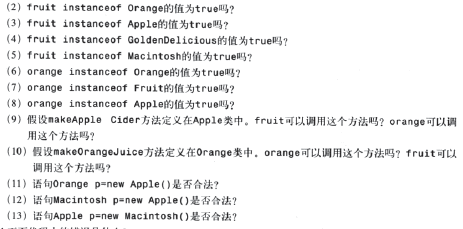 (2) fruit instanceof Orange的值为true吗?
(3) fruit instanceof Apple的值为true吗?
(4) fruit instanceof GoldenDelicious的值为true吗?
(5) fruit instanceof Macintosh的值为true吗?
(6) orange instanceof Orange的值为true吗?
(7) orange instanceof Fruit的值为true吗?
(8) orange instanceof Apple的值为true吗?
(9) 假设makeApple Cider方法定义在Apple类中。fruit可以调用这个方法吗? orange可以调
用这个方法吗?
(10) 假设makeOrangeJuice方法定义在Orange类中。orange可以调用这个方法吗? fruit可以
调用这个方法吗?
(11) 语句Orange p=new Apple()是否合法?
(12) 语句Macintosh p=new Apple()是否合法?
(13) 语句Apple p=new Macintosh()是否合法?